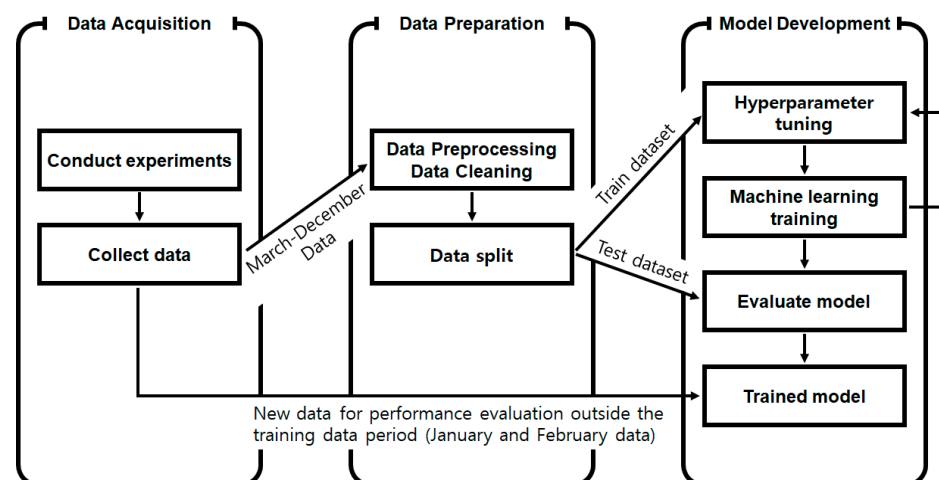 Data Acquisition
Conduct experiments
Collect data
March-December
Data
Data Preparation
Data Preprocessing
Data Cleaning
Data split
Train dataset
Test dataset
Model Development
Hyperparameter
tuning
Machine learning
training
Evaluate model
Trained model
New data for performance evaluation outside the
training data period (January and February data)